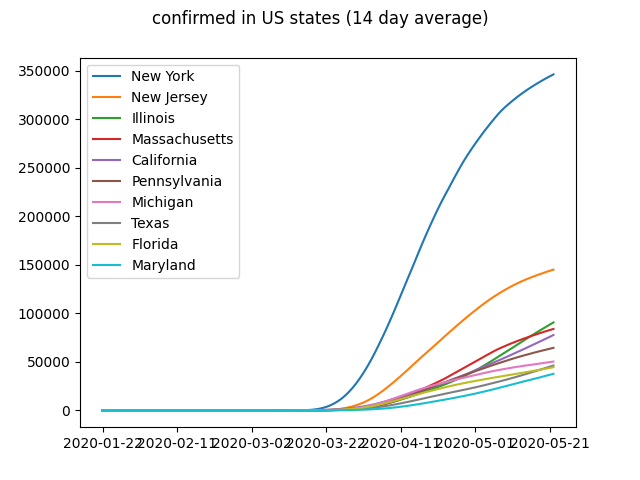 confirmed in US states (14 day average)
350000
300000
250000
200000
150000
100000
50000
0
New York
New Jersey
Illinois
Massachusetts
California
Pennsylvania
Michigan
Texas
Florida
Maryland
2020-01-22 2020-02-11 2020-03-02 2020-03-22 2020-04-11 2020-05-01 2020-05-21